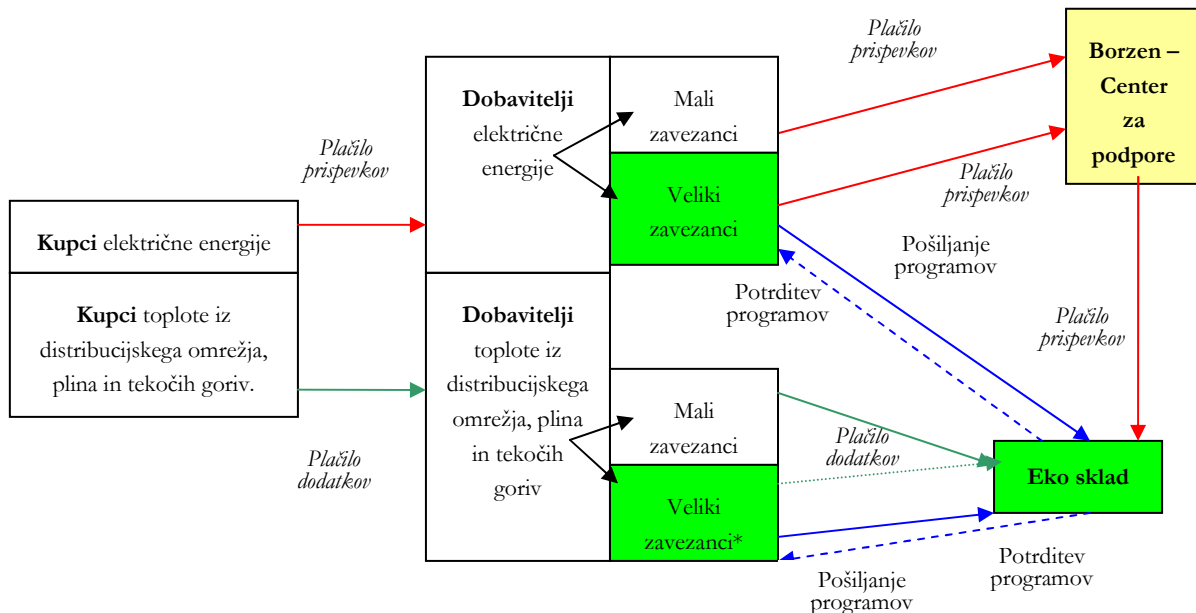 Plačilo
prispevkov
Borzen –
Center
za
podpore
Dobavitelji
električne
energije
Mali
zavezanci
Veliki
zavezanci
Plačilo
prispevkov
Plačilo
prispevkov
Kupci električne energije
Kupci toplote iz
distribucijskega omrežja,
plina in tekočih goriv.
Pošiljanje
programov
Potrditev
programov
Plačilo
prispevkov
Dobavitelji
toplote iz
distribucijskega
omrežja, plina
in tekočih
goriv
Mali
zavezanci
Veliki
zavezanci*
Plačilo
dodatkov
Plačilo
dodatkov
Eko sklad
Potrditev
programov
Pošiljanje
programov